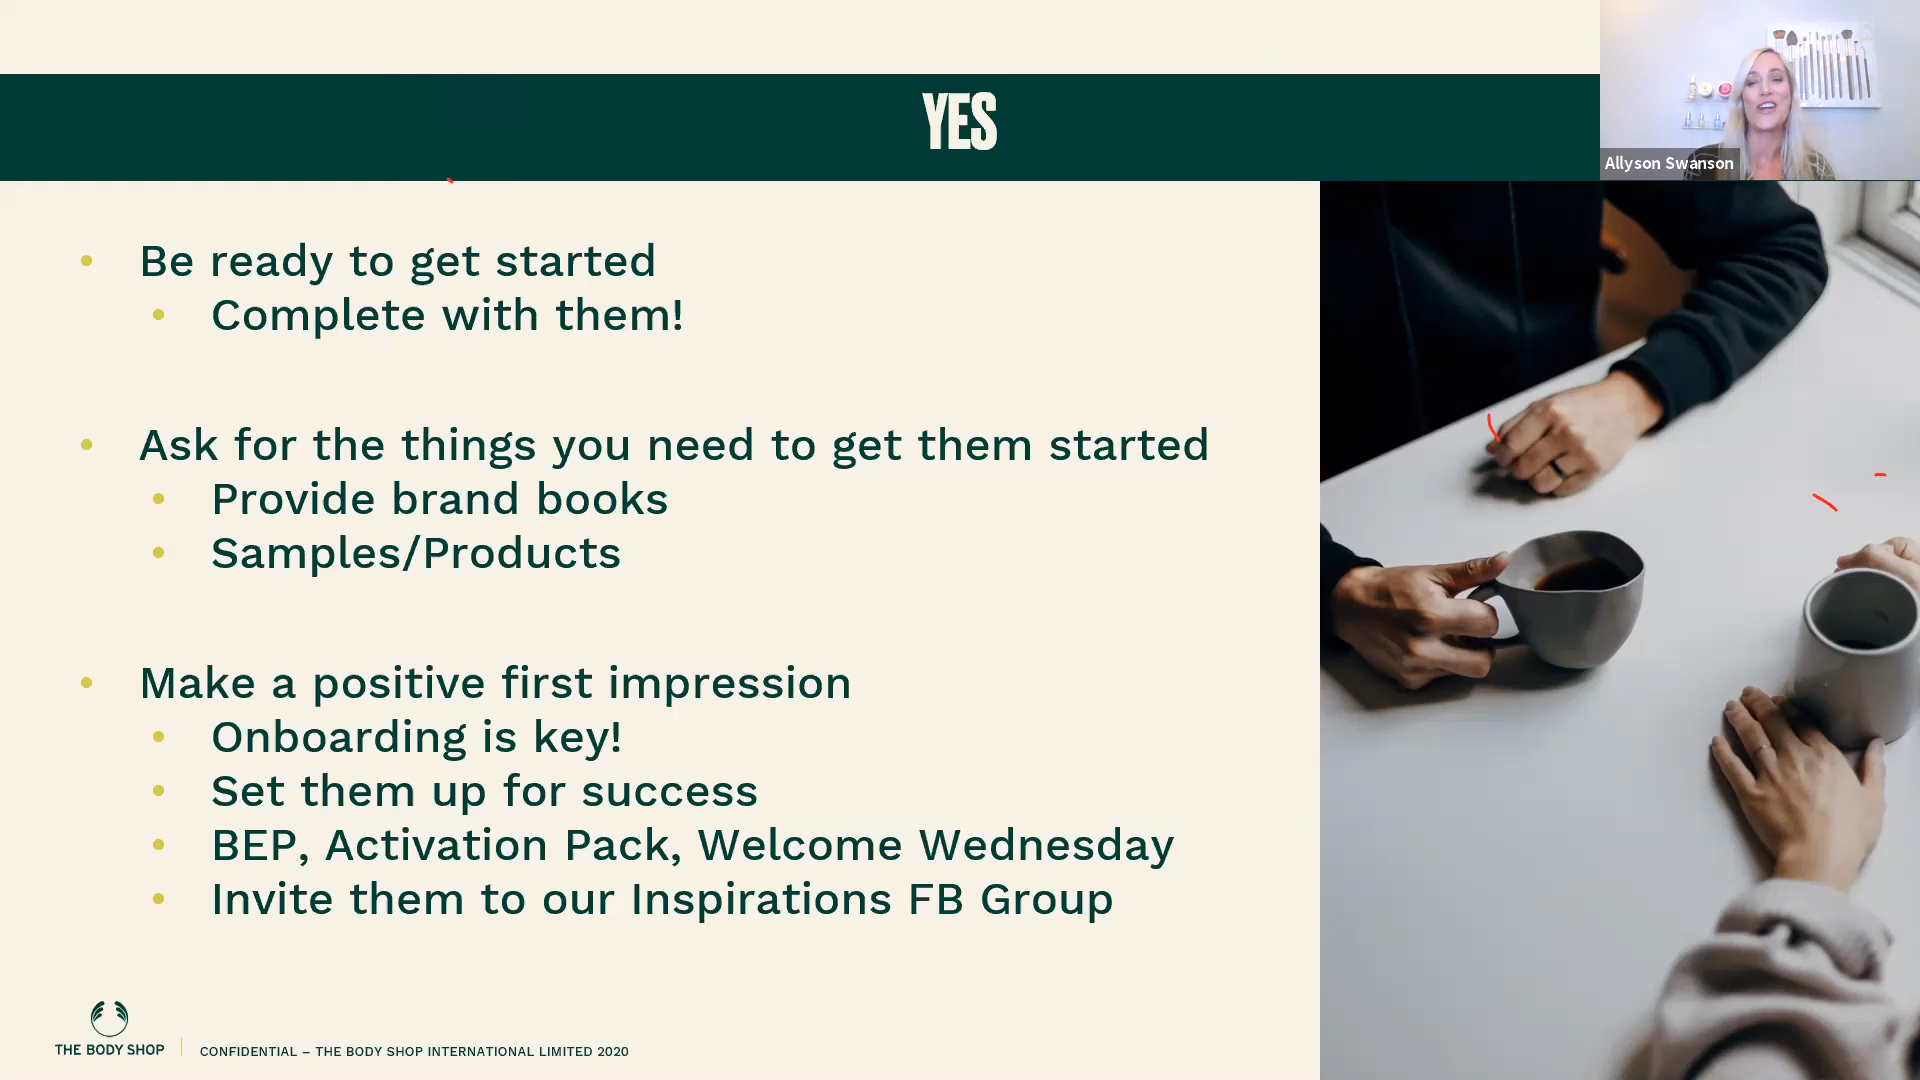 YES
Allyson Swanson
• Be ready to get started
• Complete with them!
• Ask for the things you need to get them started
• Provide brand books
• Samples/Products
• Make a positive first impression
• Onboarding is key!
• Set them up for success
• BEP, Activation Pack, Welcome Wednesday
• Invite them to our Inspirations FB Group
THE BODY SHOP
CONFIDENTIAL – THE BODY SHOP INTERNATIONAL LIMITED 2020